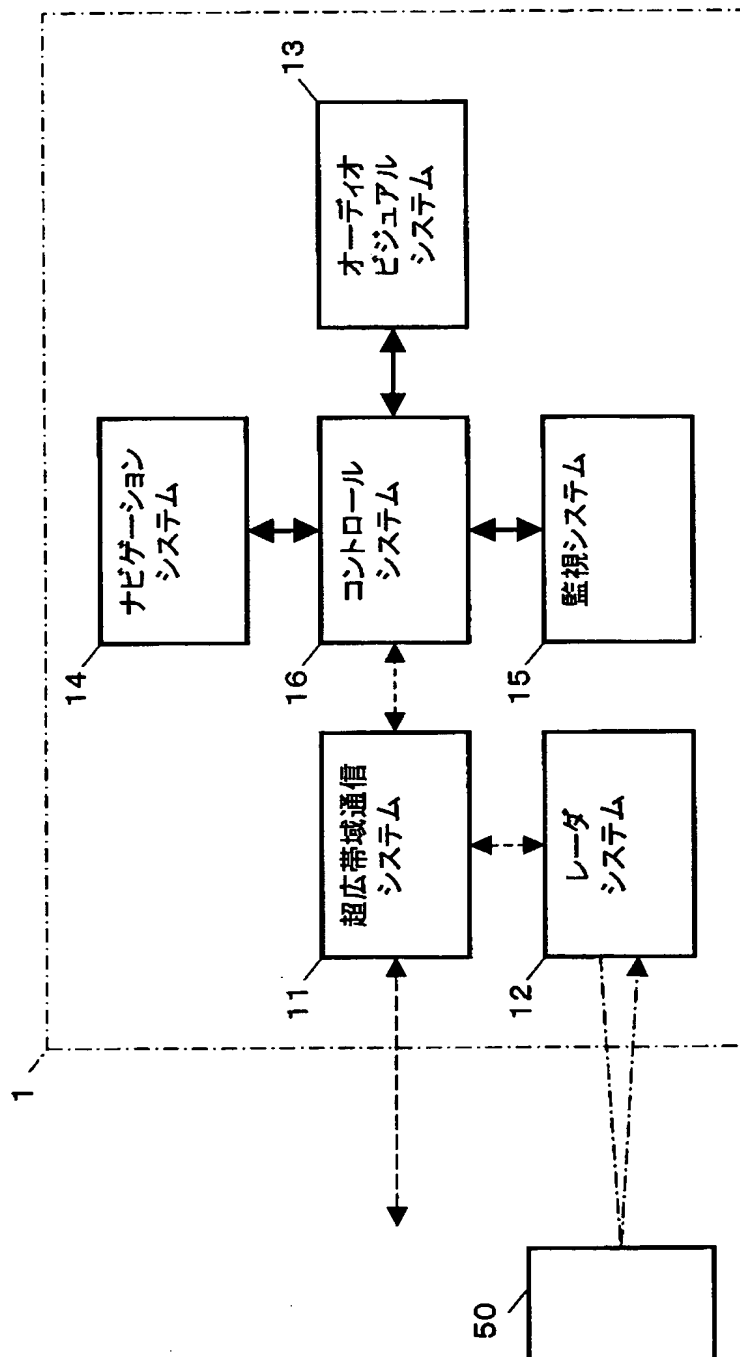 1
14
ナビゲーション
システム
13
オーディオ
ビジュアル
システム
16
コントロール
システム
11
超広帯域通信
システム
15
監視システム
12
レーダ
システム
50